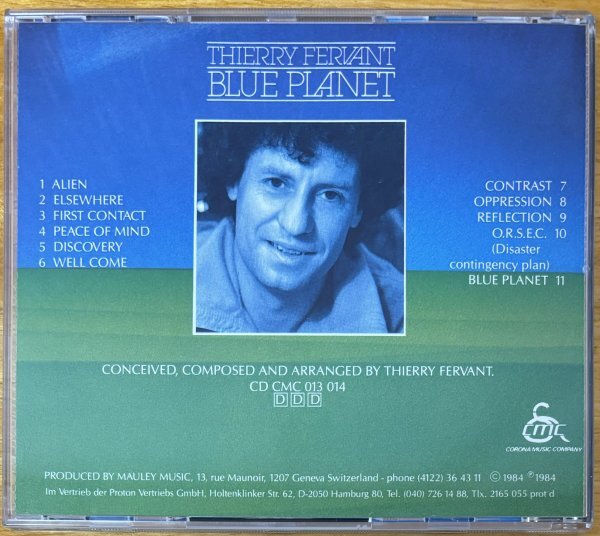 THIERRY FERVANT
BLUE PLANET
1 ALIEN
2 ELSEWHERE
3 FIRST CONTACT
4 PEACE OF MIND
5 DISCOVERY
6 WELL COME
CONTRAST 7
OPPRESSION 8
REFLECTION 9
O.R.S.E.C. 10
(Disaster
contingency plan)
BLUE PLANET 11
CONCEIVED, COMPOSED AND ARRANGED BY THIERRY FERVANT.
CD CMC 013 014
D D D
cmc
CORONA MUSIC COMPANY
PRODUCED BY MAULEY MUSIC, 13, rue Maunoir, 1207 Geneva Switzerland - phone (4122) 36 43 11 Ⓒ 1984 Ⓟ 1984
Im Vertrieb der Proton Vertriebs GmbH, Holtenklinker Str. 62, D-2050 Hamburg 80, Tel. (040) 726 14 88, Tlx. 2165 055 prot d